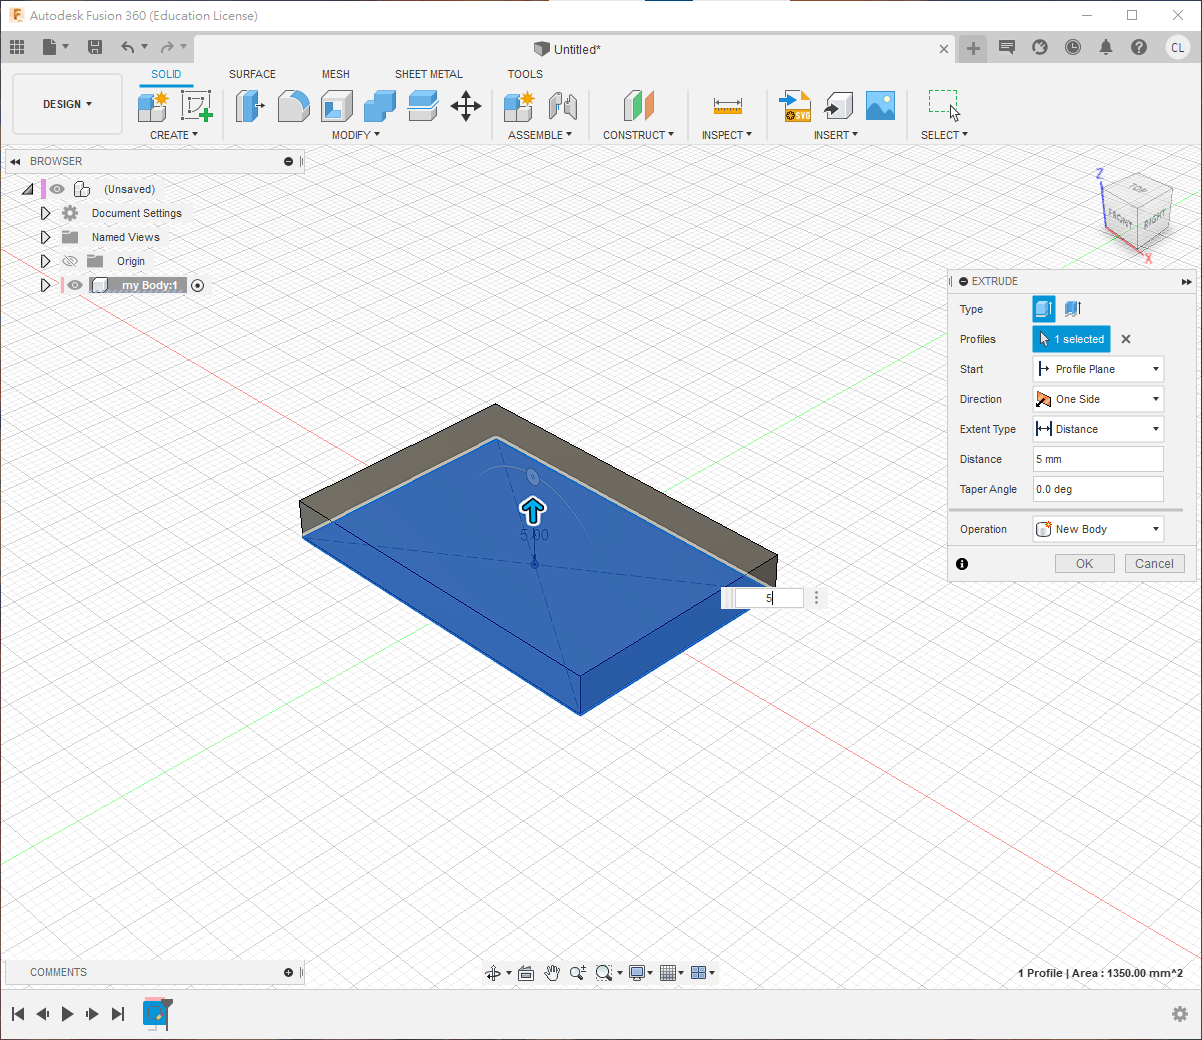 Autodesk Fusion 360 (Education License)
Untitled*
CL
DESIGN
SOLID
SURFACE
MESH
SHEET METAL
TOOLS
CREATE
MODIFY
ASSEMBLE
CONSTRUCT
INSPECT
INSERT
SVG
SELECT
BROWSER
(Unsaved)
Document Settings
Named Views
Origin
my Body:1
Z
TOP
FRONT
RIGHT
X
EXTRUDE
Type
Profiles
1 selected
Start
Profile Plane
Direction
One Side
Extent Type
Distance
Distance
5 mm
Taper Angle
0.0 deg
Operation
New Body
OK
Cancel
5.00
5
COMMENTS
1 Profile | Area : 1350.00 mm^2